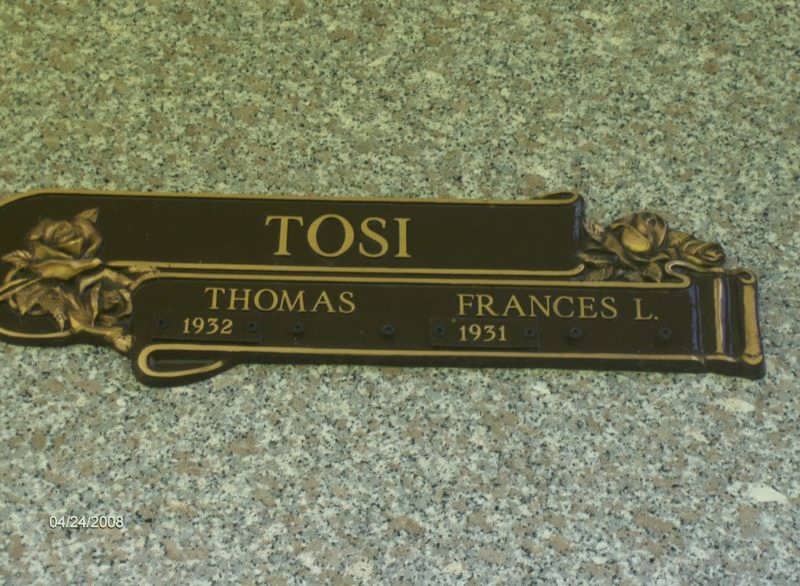 TOSI
THOMAS FRANCES L.
1932 1931
04/24/2008